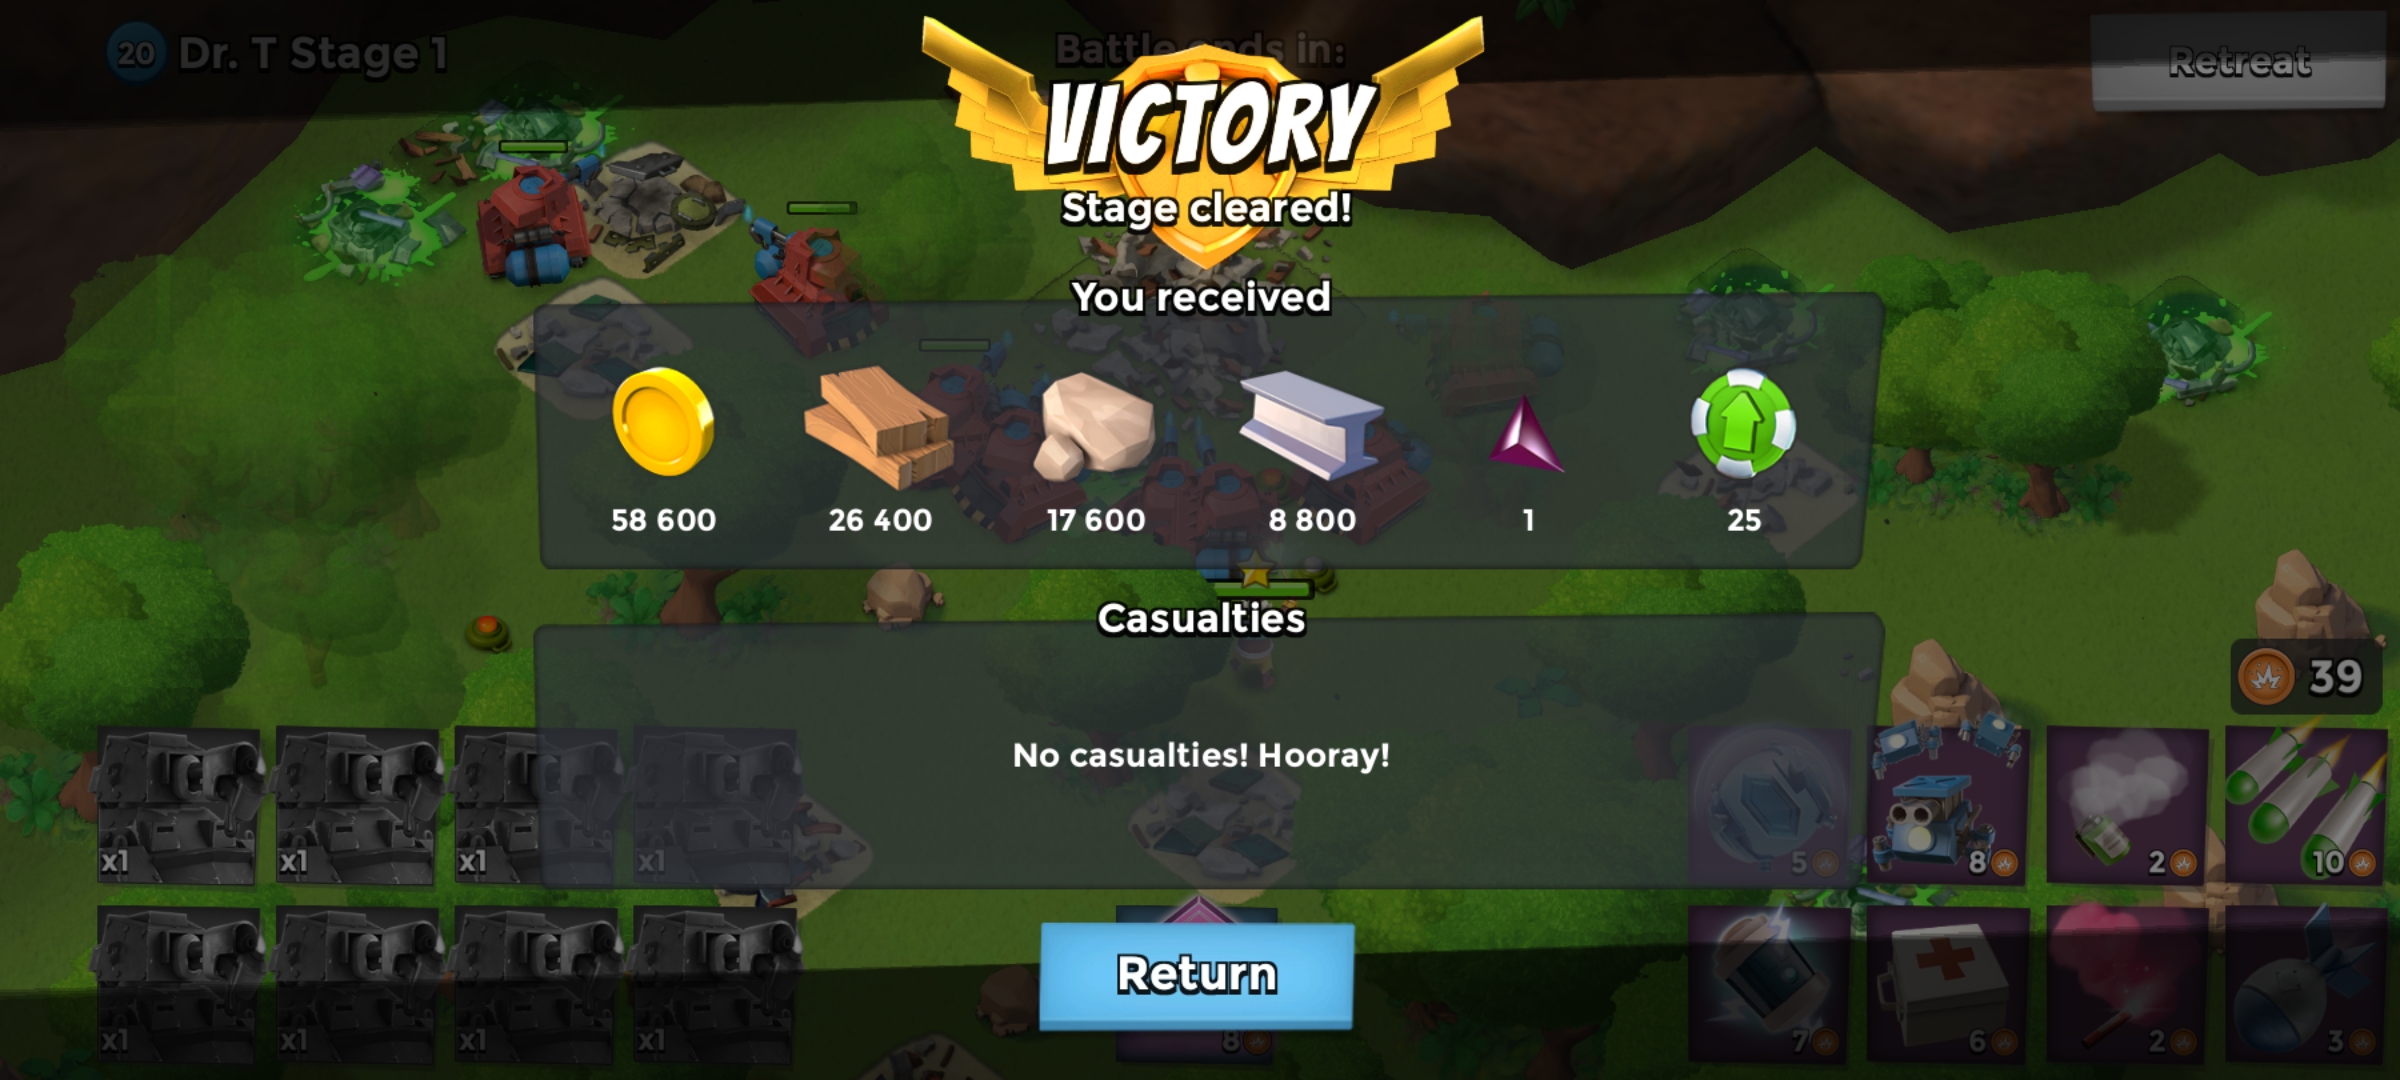 20 Dr. T Stage 1
Battle ends in:
Retreat
VICTORY
Stage cleared!
You received
58 600
26 400
17 600
8 800
1
25
Casualties
No casualties! Hooray!
39
x1 x1 x1 x1
5 8 2 10
x1 x1 x1 x1
Return
8
7 6 2 3